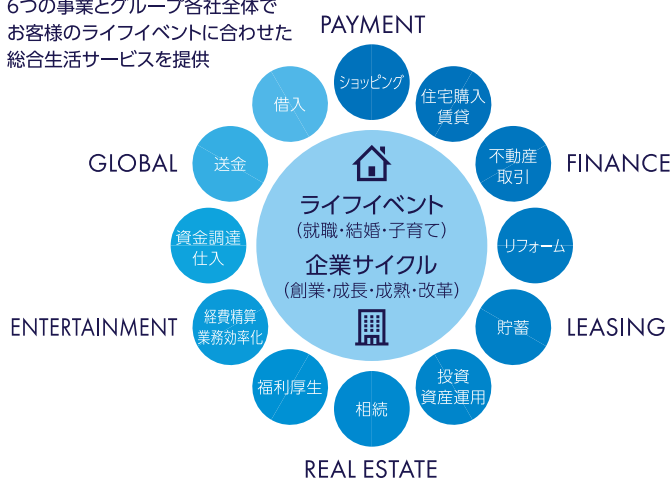 6つの事業とグループ各社全体で
お客様のライフイベントに合わせた
総合生活サービスを提供
PAYMENT
ショッピング
住宅購入
賃貸
不動産
取引
FINANCE
リフォーム
貯蓄
LEASING
投資
資産運用
相続
REAL ESTATE
福利厚生
経費精算
業務効率化
ENTERTAINMENT
資金調達
仕入
送金
GLOBAL
借入
ライフイベント
(就職・結婚・子育て)
企業サイクル
(創業・成長・成熟・改革)